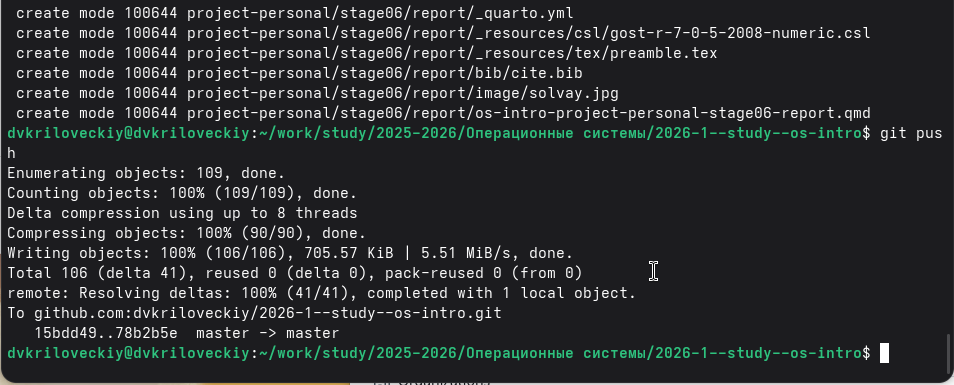 create mode 100644 project-personal/stage06/report/_quarto.yml
create mode 100644 project-personal/stage06/report/_resources/csl/gost-r-7-0-5-2008-numeric.csl
create mode 100644 project-personal/stage06/report/_resources/tex/preamble.tex
create mode 100644 project-personal/stage06/report/bib/cite.bib
create mode 100644 project-personal/stage06/report/image/solvay.jpg
create mode 100644 project-personal/stage06/report/os-intro-project-personal-stage06-report.qmd
dvkriloveckiy@dvkriloveckiy:~/work/study/2025-2026/Операционные системы/2026-1--study--os-intro$ git pus
h
Enumerating objects: 109, done.
Counting objects: 100% (109/109), done.
Delta compression using up to 8 threads
Compressing objects: 100% (90/90), done.
Writing objects: 100% (106/106), 705.57 KiB | 5.51 MiB/s, done.
Total 106 (delta 41), reused 0 (delta 0), pack-reused 0 (from 0)
remote: Resolving deltas: 100% (41/41), completed with 1 local object.
To github.com:dvkriloveckiy/2026-1--study--os-intro.git
   15bdd49..78b2b5e  master -> master
dvkriloveckiy@dvkriloveckiy:~/work/study/2025-2026/Операционные системы/2026-1--study--os-intro$